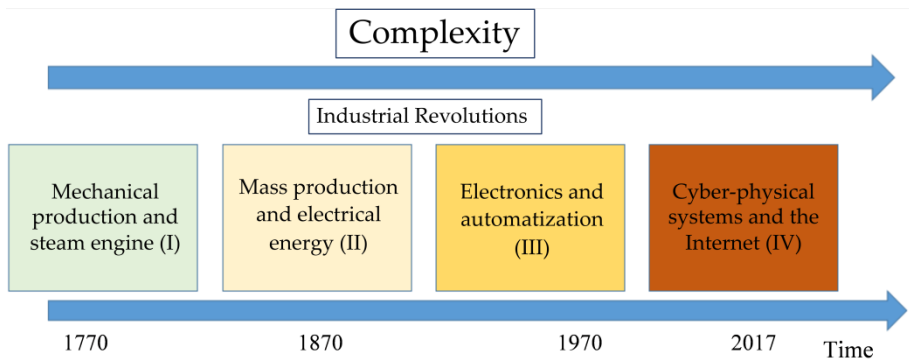 Complexity
Industrial Revolutions
Mechanical
production and
steam engine (I)
Mass production
and electrical
energy (II)
Electronics and
automatization
(III)
Cyber-physical
systems and the
Internet (IV)
1770
1870
1970
2017
Time